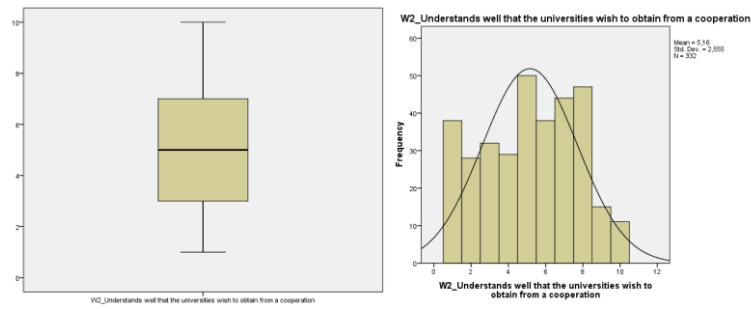 10
8
6
4
2
0
W2_Understands well that the universities wish to obtain from a cooperation
W2_Understands well that the universities wish to obtain from a cooperation
Mean = 5,16
Std. Dev. = 2,555
N = 332
Frequency
60
50
40
30
20
10
0
0 2 4 6 8 10 12
W2_Understands well that the universities wish to
obtain from a cooperation